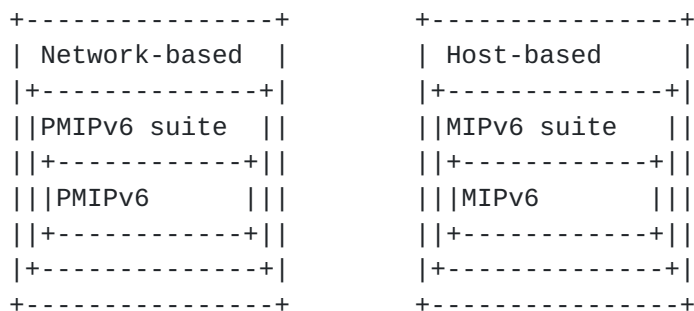 +----------------+        +----------------+
| Network-based  |        | Host-based     |
|+--------------+|        |+--------------+|
||PMIPv6 suite  ||        ||MIPv6 suite   ||
||+------------+||        ||+------------+||
|||PMIPv6      |||        |||MIPv6       |||
||+------------+||        ||+------------+||
|+--------------+|        |+--------------+|
+----------------+        +----------------+